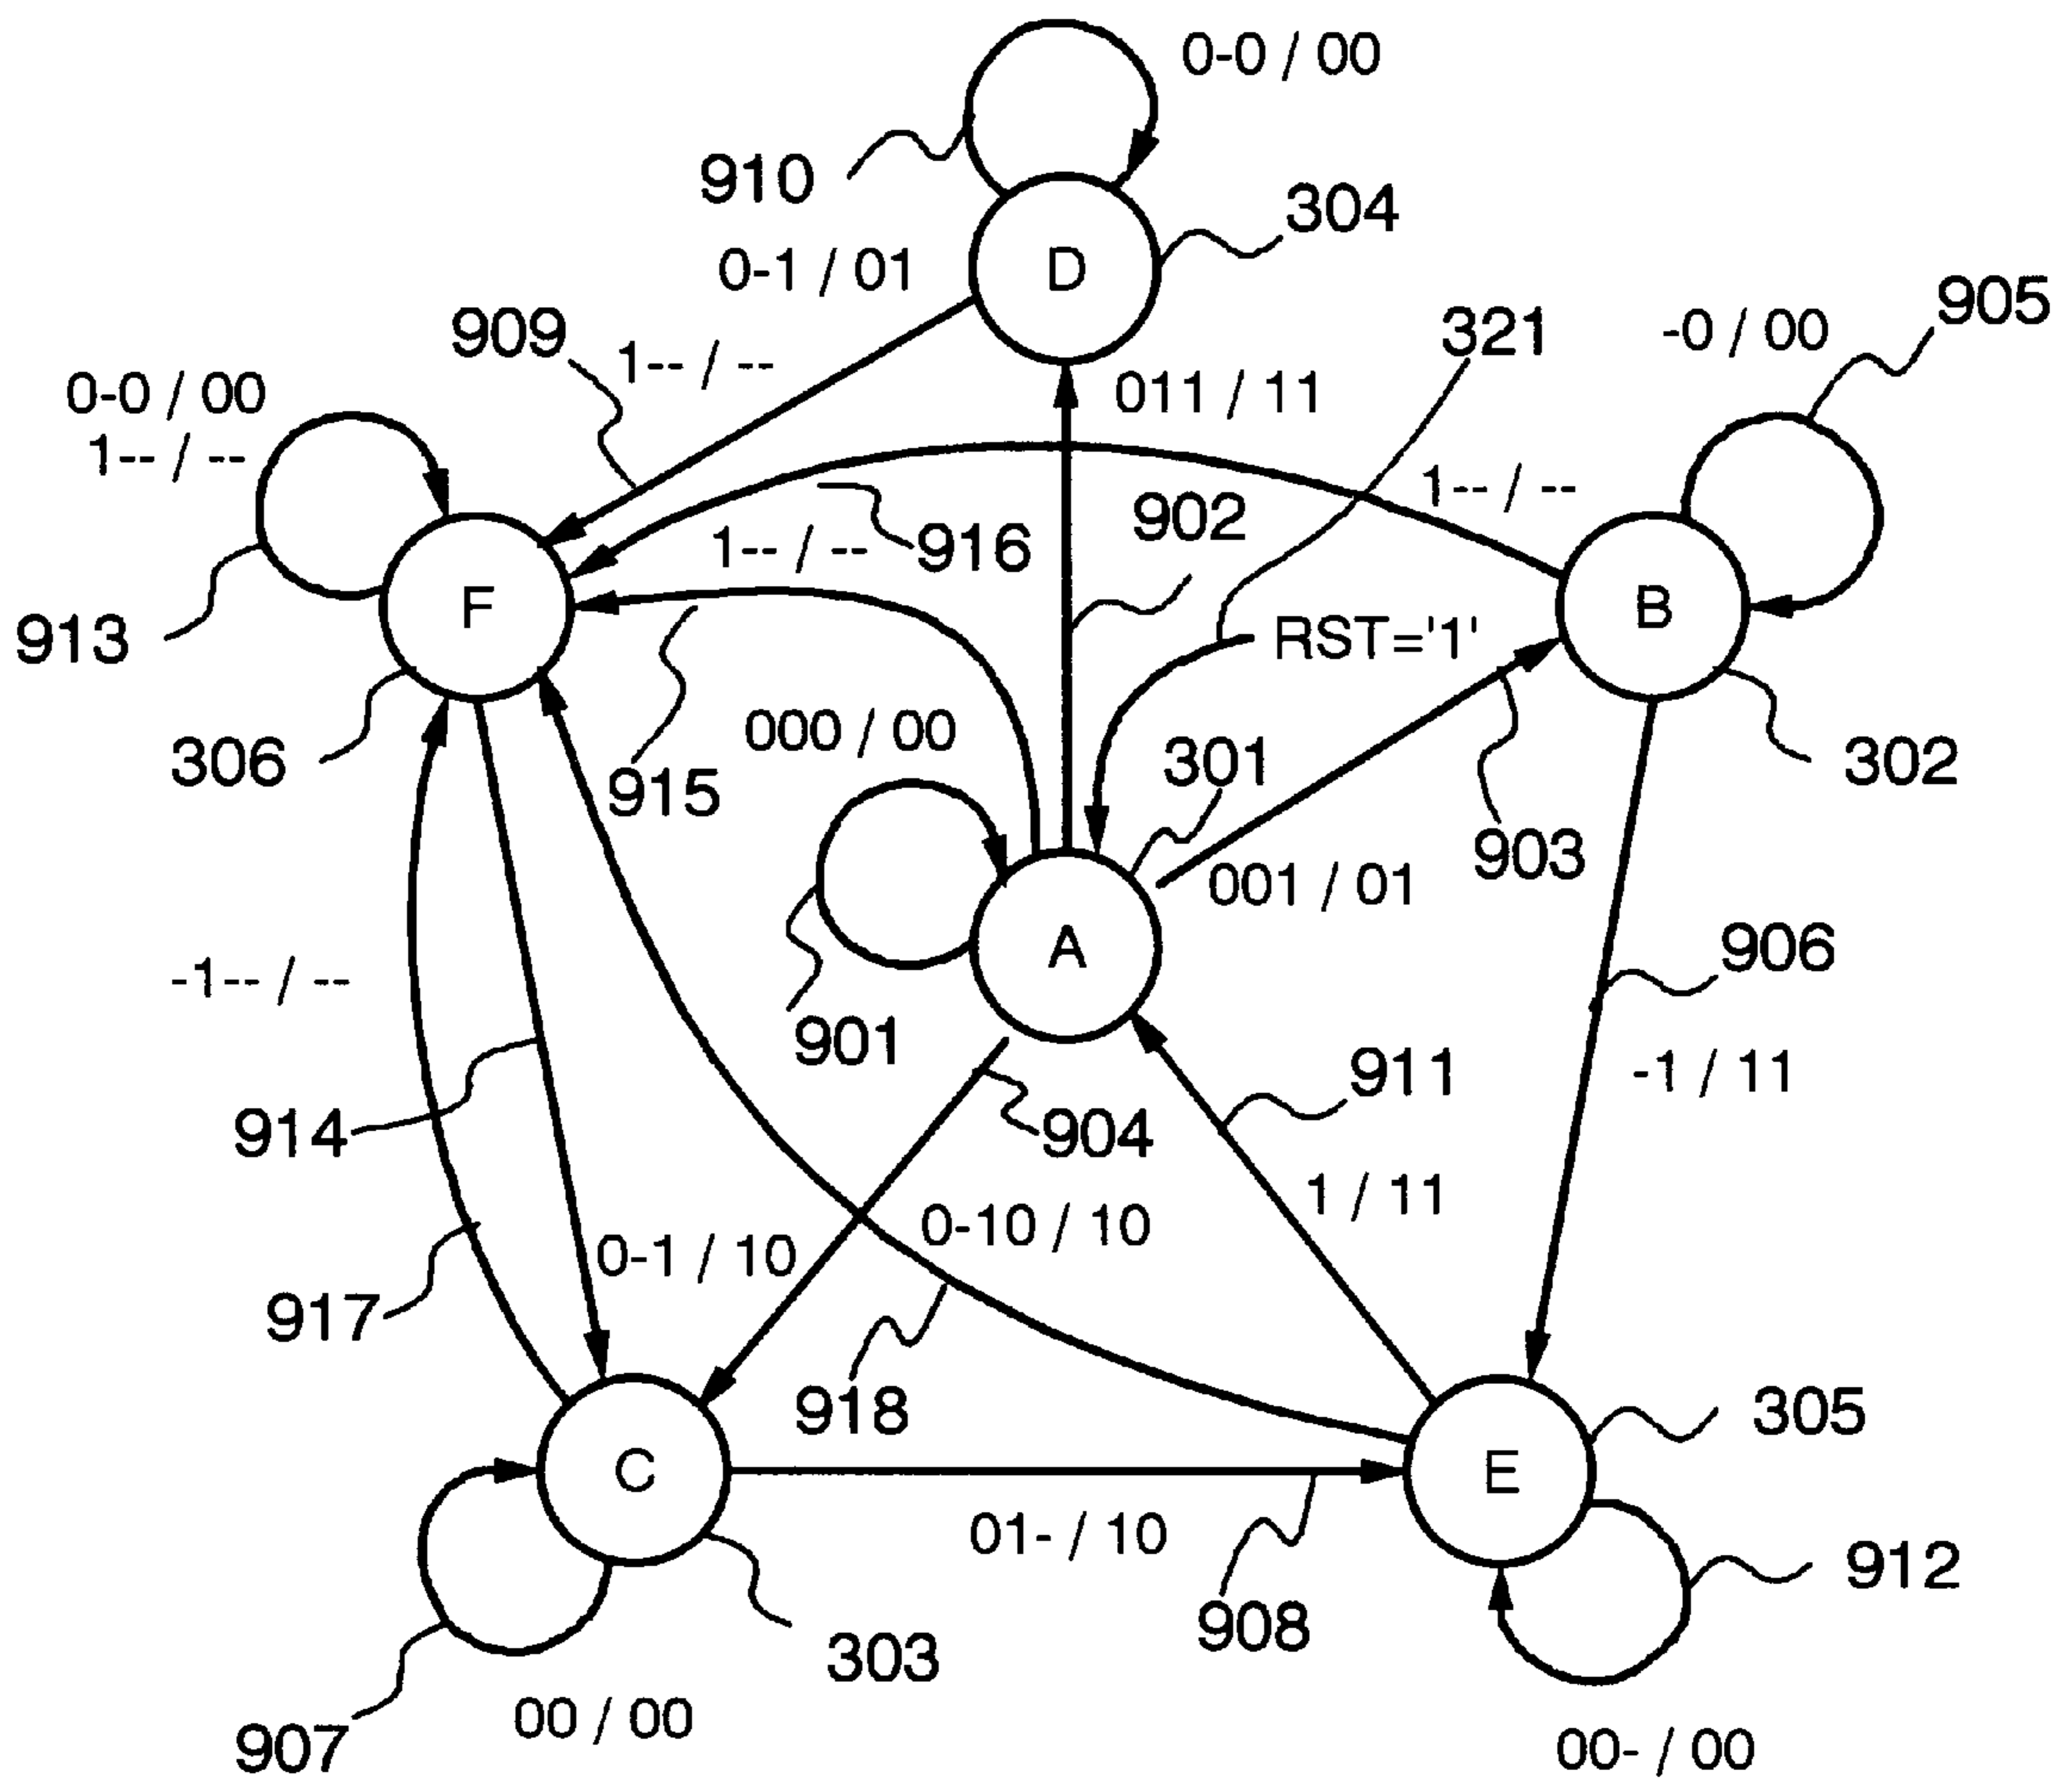 0-0 / 00
910
304
D
0-1 / 01
905
321
-0 / 00
909
1-- / --
0-0 / 00
011 / 11
1-- / --
1-- / --
902
916
1-- / --
F
B
913
RST='1'
000 / 00
306
301
302
915
903
001 / 01
A
906
-1-- / --
901
911
-1 / 11
914
904
1 / 11
0-10 / 10
0-1 / 10
917
918
305
C
E
01- / 10
912
908
303
907
00 / 00
00- / 00